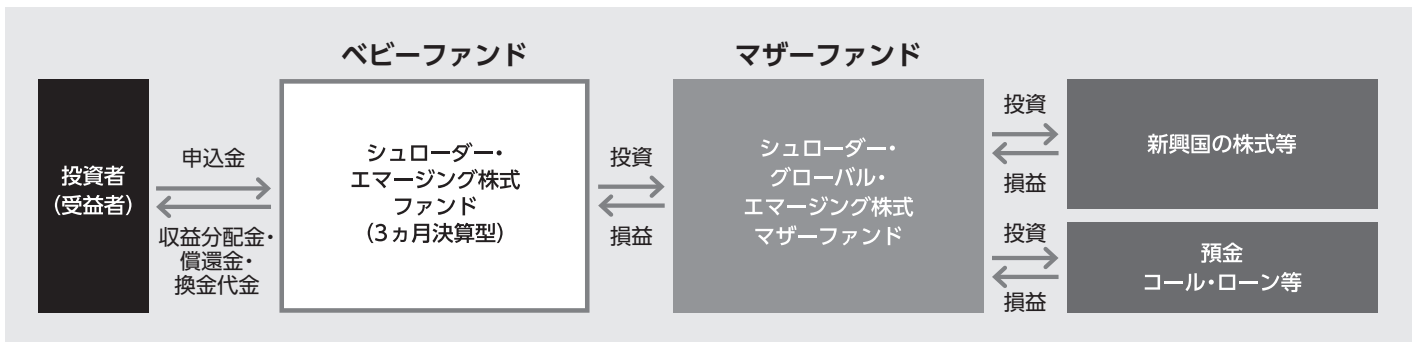 ベビーファンド
マザーファンド
投資者
(受益者)
申込金
収益分配金・
償還金・
換金代金
シュローダー・
エマージング株式
ファンド
(3ヵ月決算型)
投資
損益
シュローダー・
グローバル・
エマージング株式
マザーファンド
投資
損益
新興国の株式等
投資
損益
預金
コール・ローン等